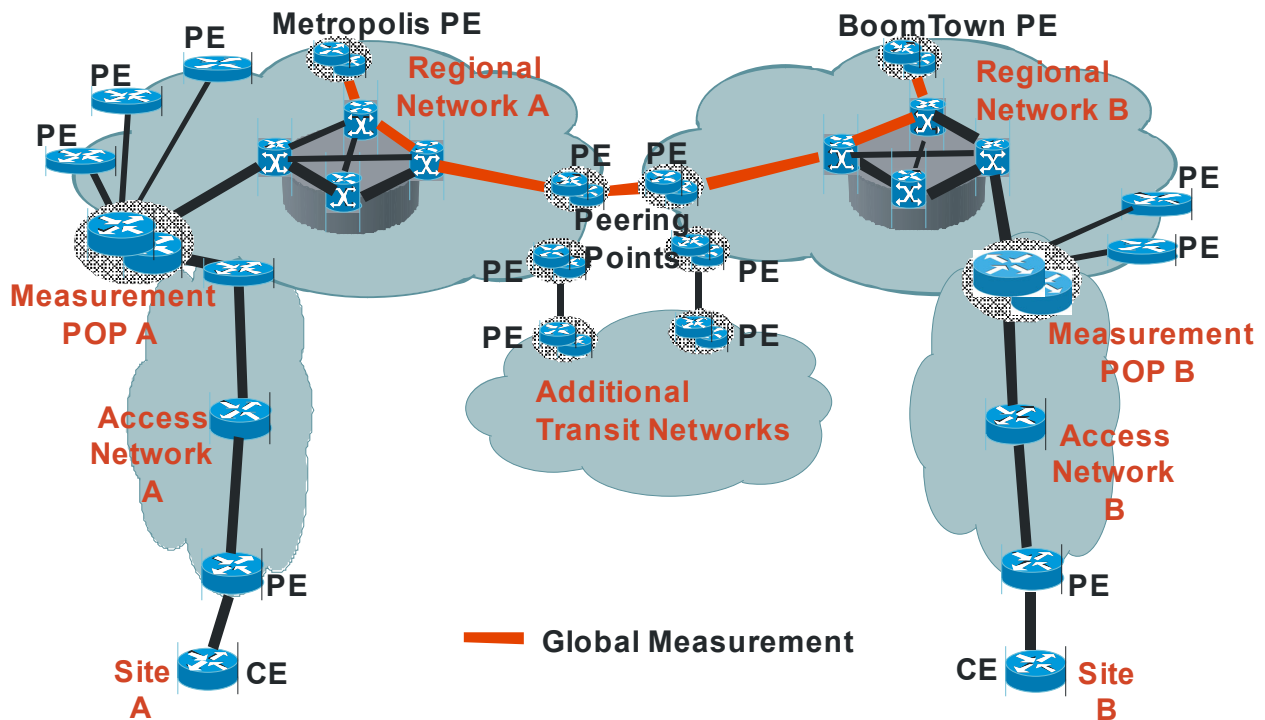 Metropolis PE
BoomTown PE
PE
PE
PE
Regional
Network A
Regional
Network B
PE
PE
Peering
Points
PE
PE
PE
PE
PE
PE
Measurement
POP A
Measurement
POP B
Additional
Transit Networks
Access
Network
A
Access
Network
B
PE
PE
Global Measurement
Site
A
CE
CE
Site
B